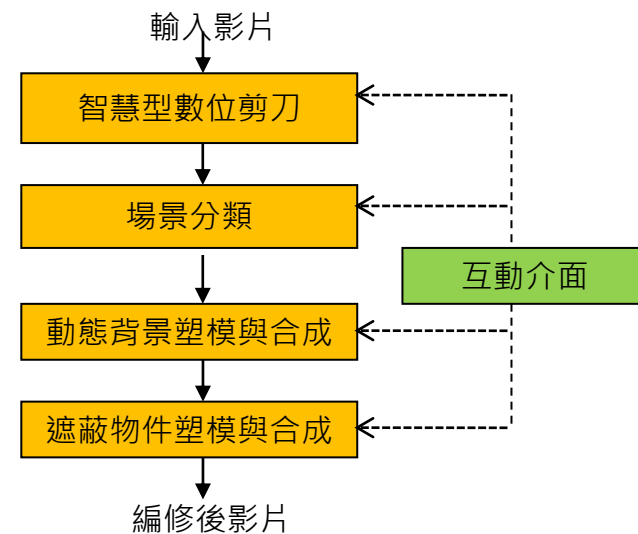 輸入影片
智慧型數位剪刀
場景分類
互動介面
動態背景塑模與合成
遮蔽物件塑模與合成
編修後影片